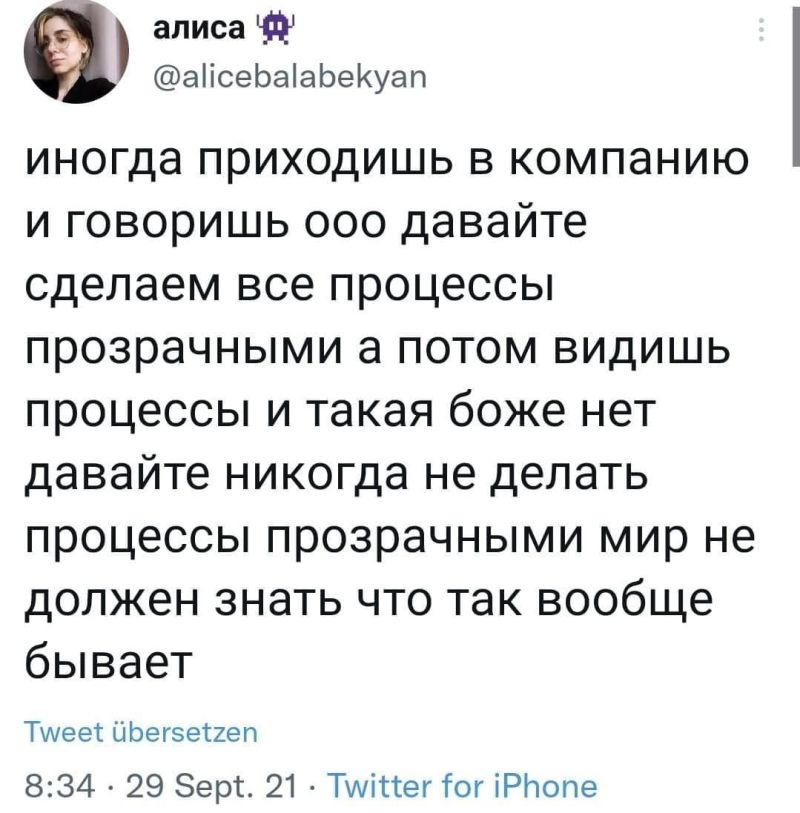 алиса
@alicebalabekyan
иногда приходишь в компанию
и говоришь ооо давайте
сделаем все процессы
прозрачными а потом видишь
процессы и такая боже нет
давайте никогда не делать
процессы прозрачными мир не
должен знать что так вообще
бывает
Tweet übersetzen
8:34 · 29 Sept. 21 · Twitter for iPhone